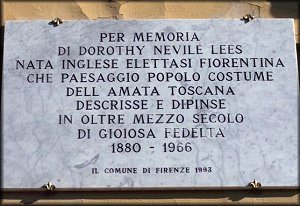 PER MEMORIA
DI DOROTHY NEVILE LEES
NATA INGLESE ELETTASI FIORENTINA
CHE PAESAGGIO POPOLO COSTUME
DELL AMATA TOSCANA
DESCRISSE E DIPINSE
IN OLTRE MEZZO SECOLO
DI GIOIOSA FEDELTA
1880 - 1966
IL COMUNE DI FIRENZE 1993